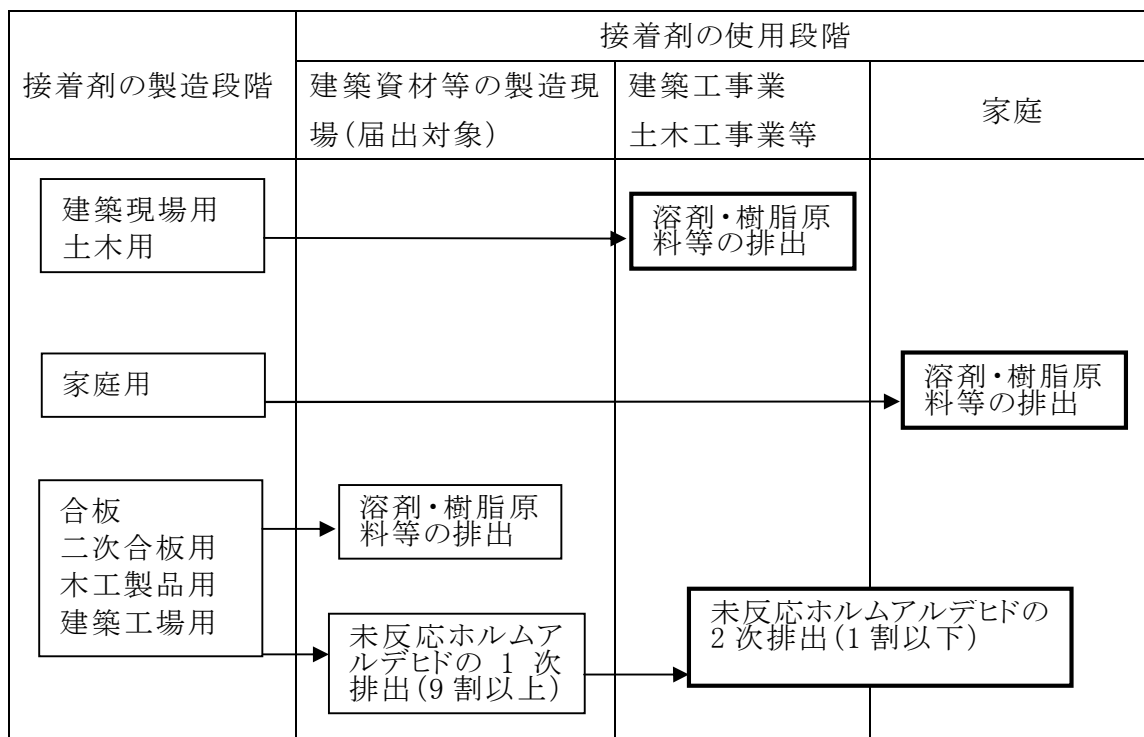 接着剤の製造段階
接着剤の使用段階
建築資材等の製造現
場(届出対象)
建築工事業
土木工事業等
家庭
建築現場用
土木用
溶剤・樹脂原
料等の排出
家庭用
溶剤・樹脂原
料等の排出
合板
二次合板用
木工製品用
建築工場用
溶剤・樹脂原
料等の排出
未反応ホルムア
ルデヒドの 1 次
排出(9 割以上)
未反応ホルムアルデヒドの
2 次排出(1 割以下)